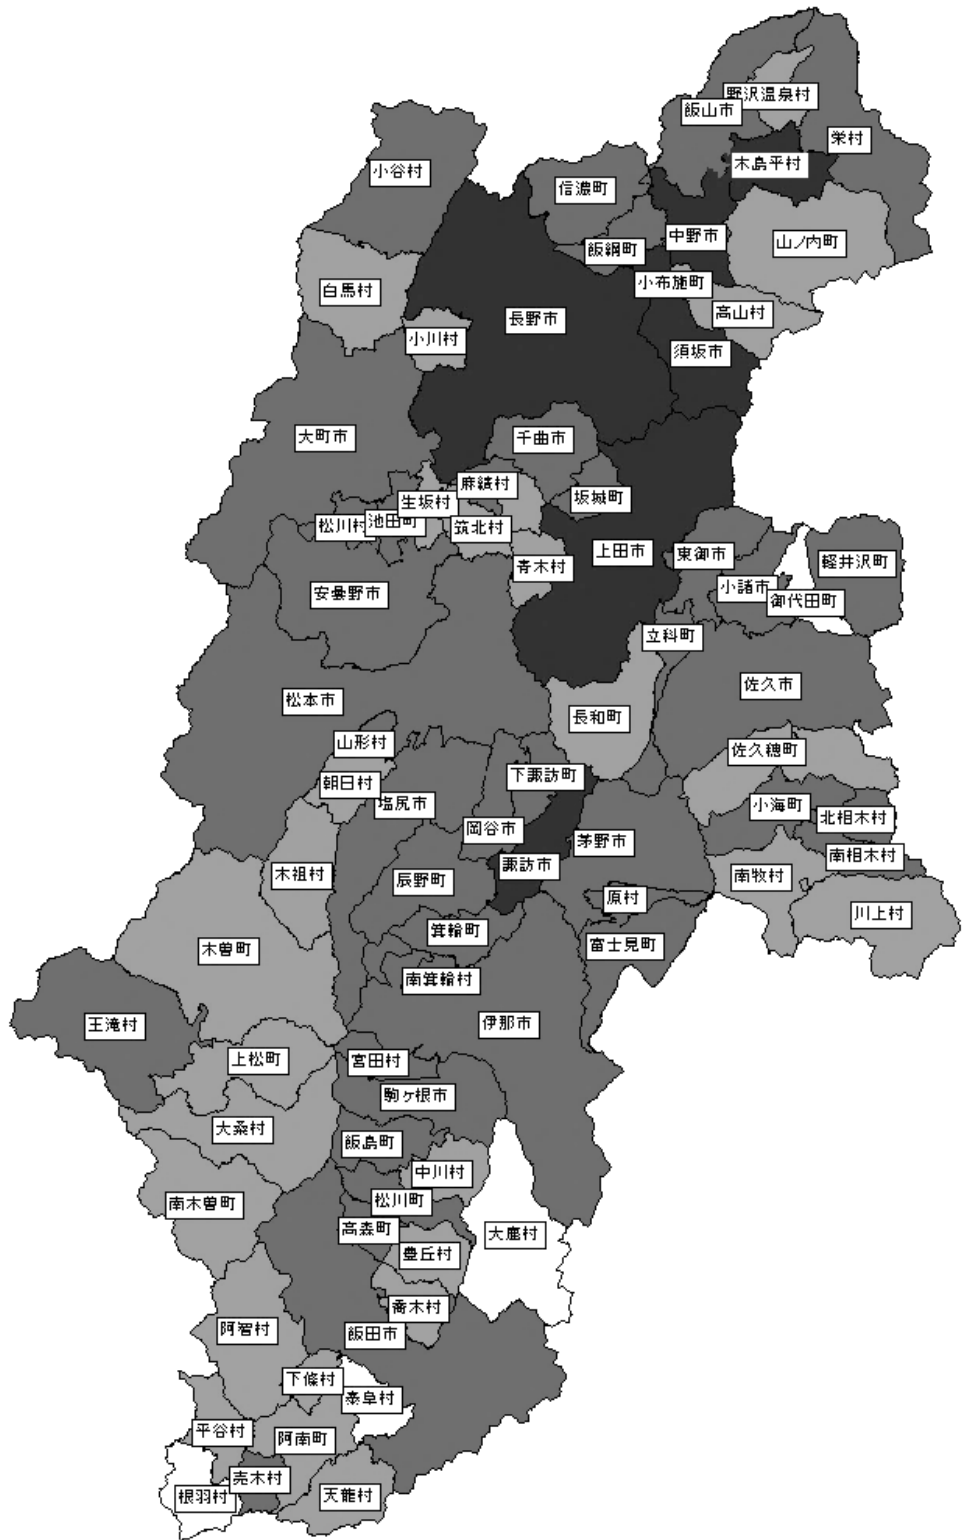 野沢温泉村
飯山市
栄村
木島平村
小谷村
信濃町
中野市
山ノ内町
飯綱町
小布施町
白馬村
高山村
長野市
小川村
須坂市
大町市
千曲市
麻績村
坂城町
生坂村
池田町
松川村
筑北村
上田市
東御市
軽井沢町
青木村
小諸市
御代田町
安曇野市
立科町
佐久市
松本市
長和町
山形村
佐久穂町
下諏訪町
朝日村
塩尻市
小海町
北相木村
岡谷市
茅野市
南相木村
諏訪市
木祖村
辰野町
南牧村
原村
川上村
箕輪町
木曽町
富士見町
南箕輪村
王滝村
伊那市
上松町
宮田村
駒ヶ根市
大桑村
飯島町
中川村
南木曽町
松川町
高森町
大鹿村
豊丘村
喬木村
阿智村
飯田市
下條村
泰阜村
平谷村
阿南町
売木村
根羽村
天龍村